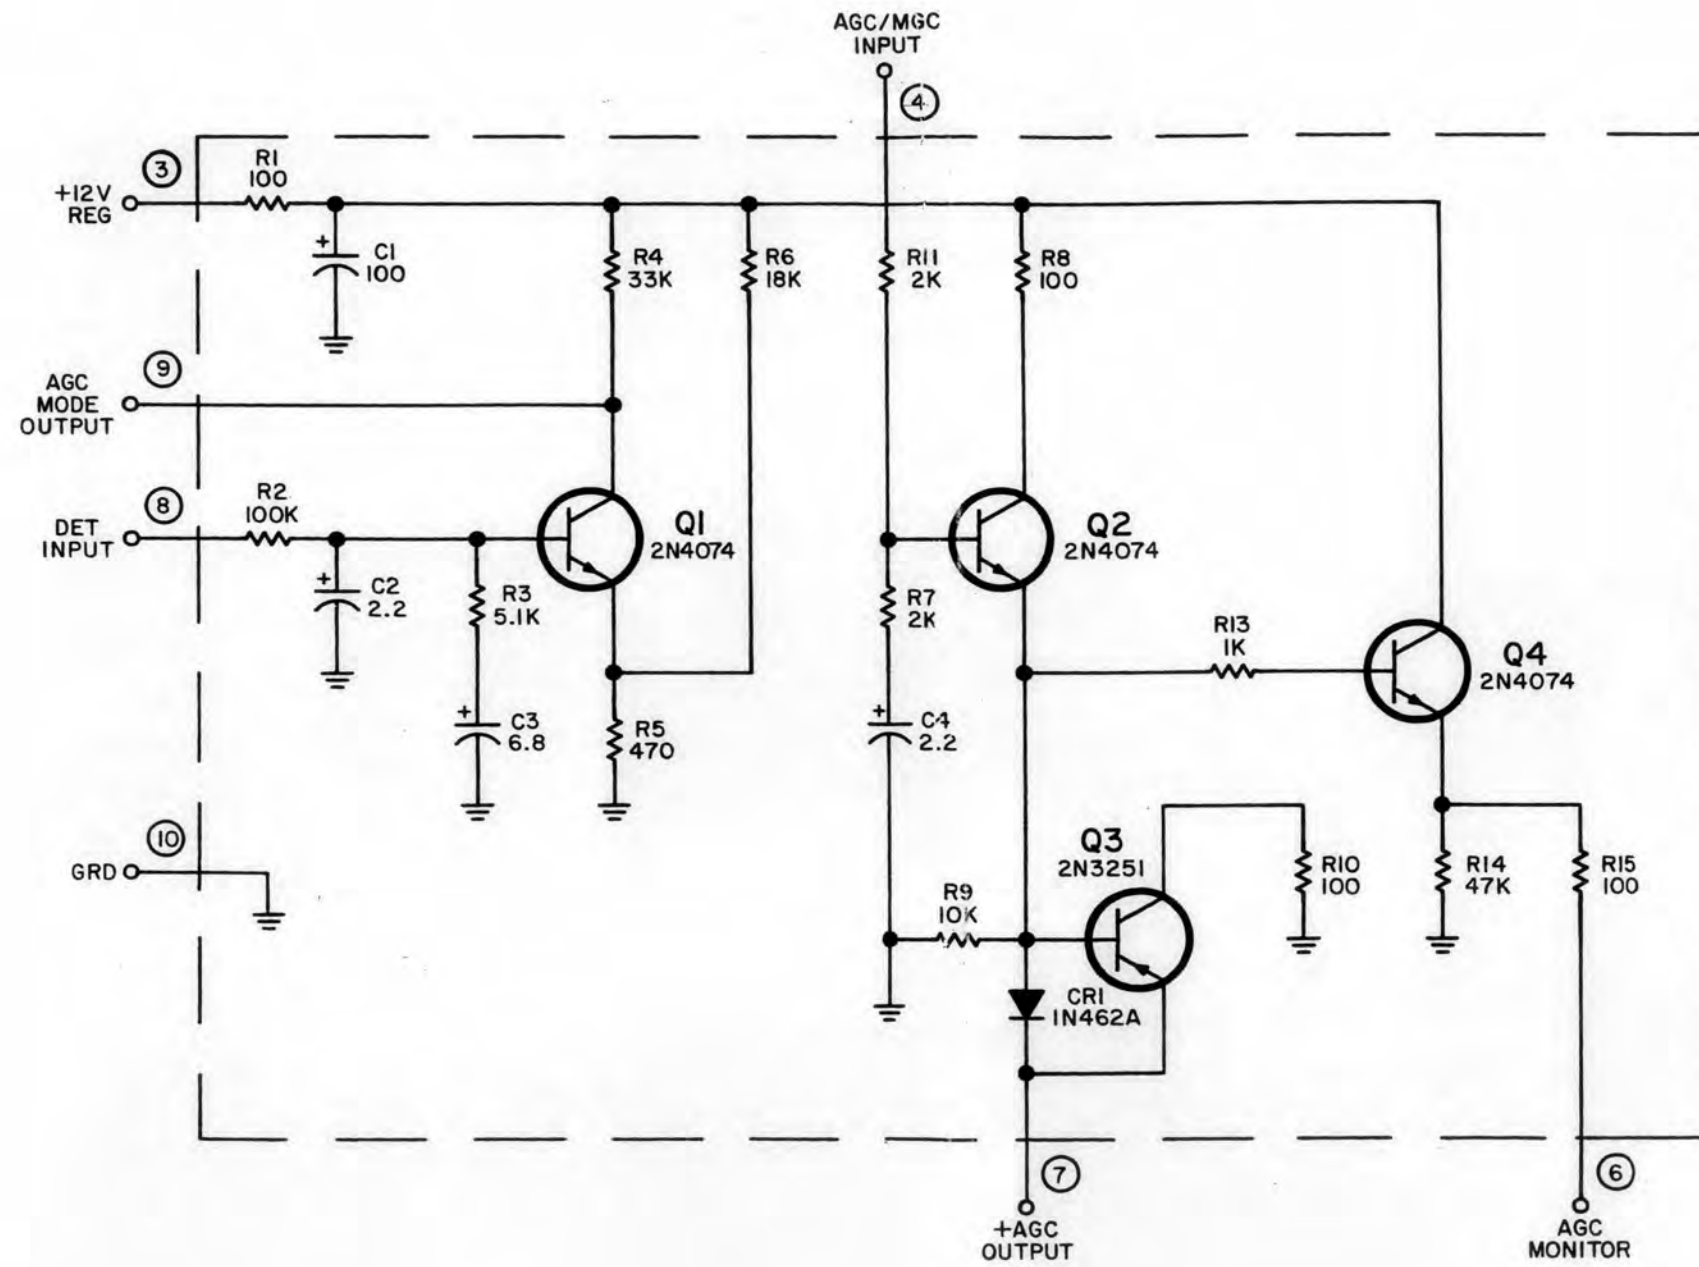 AGC/MGC
INPUT
4
3
+12V
REG
R1
100
C1
100
R4
33K
R6
18K
R11
2K
R8
100
9
AGC
MODE
OUTPUT
8
DET
INPUT
R2
100K
C2
2.2
R3
5.1K
Q1
2N4074
Q2
2N4074
R7
2K
R13
1K
Q4
2N4074
C3
6.8
R5
470
C4
2.2
10
GRD
R9
10K
Q3
2N3251
R10
100
R14
47K
R15
100
CR1
1N462A
7
+AGC
OUTPUT
6
AGC
MONITOR